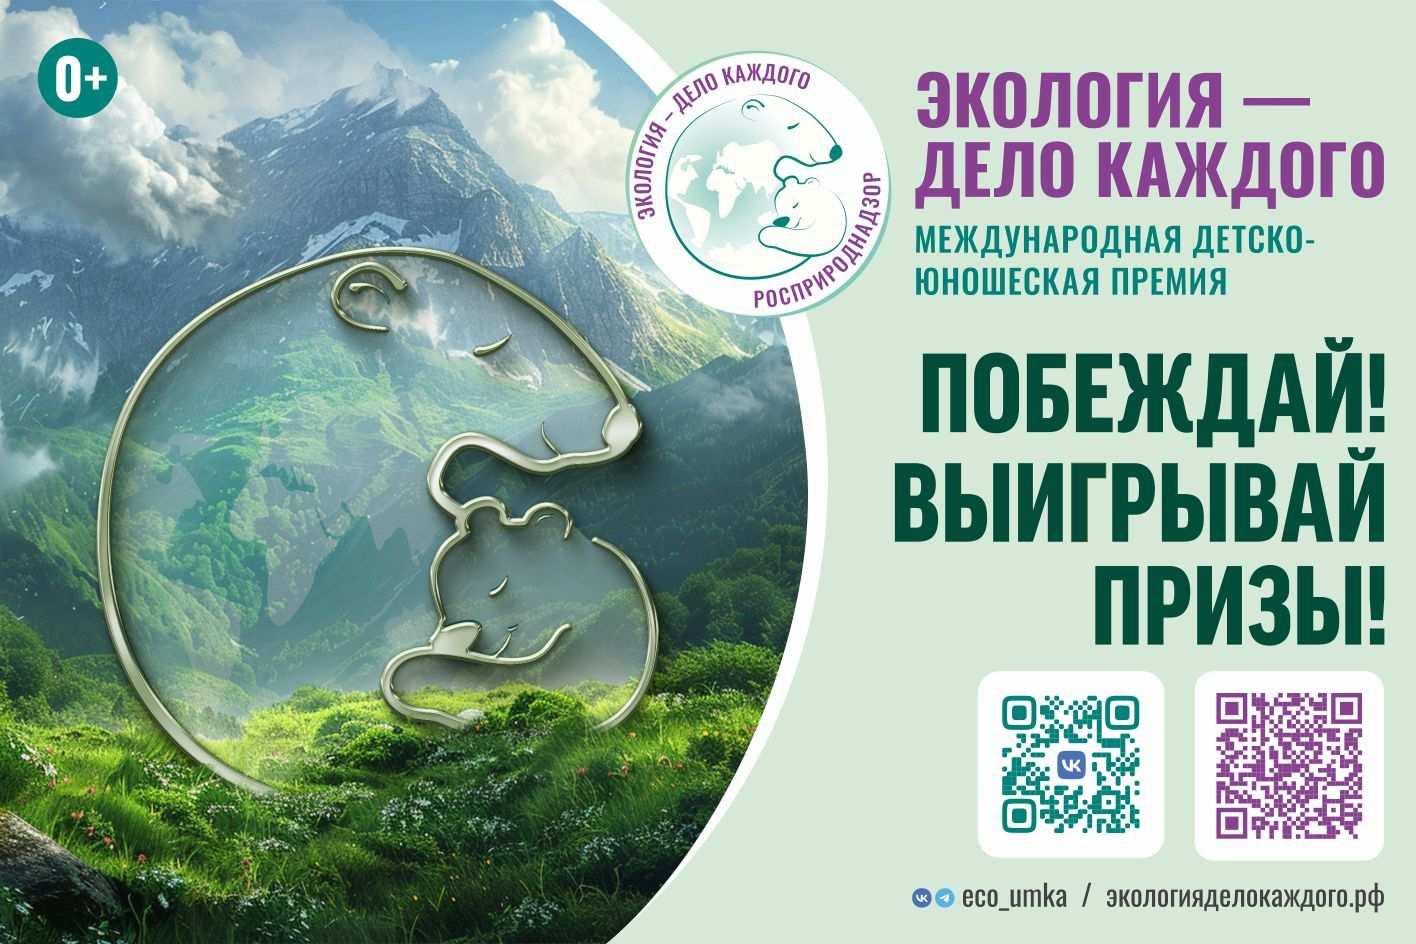 0+
ЭКОЛОГИЯ – ДЕЛО КАЖДОГО
РОСПРИРОДНАДЗОР
ЭКОЛОГИЯ —
ДЕЛО КАЖДОГО
МЕЖДУНАРОДНАЯ ДЕТСКО-
ЮНОШЕСКАЯ ПРЕМИЯ
ПОБЕЖДАЙ!
ВЫИГРЫВАЙ
ПРИЗЫ!
eco_umka / экологияделокаждого.рф